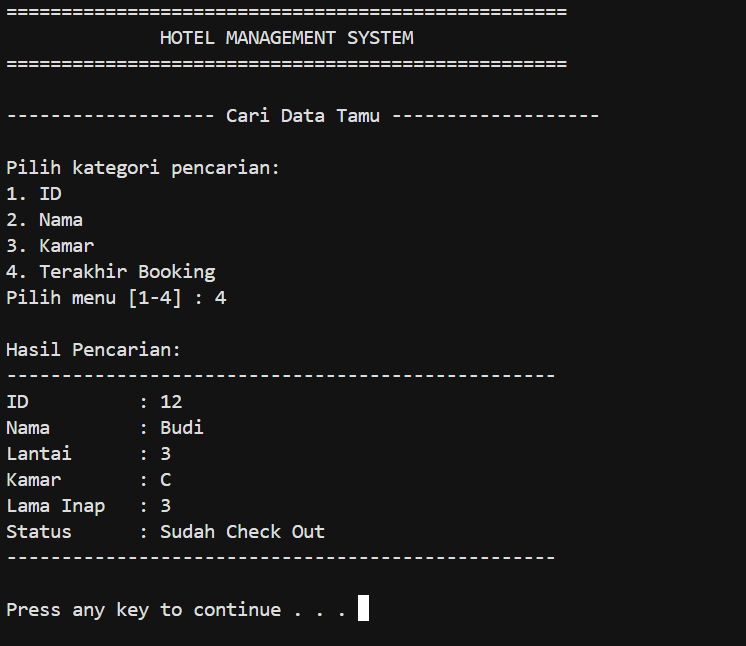 ===================================================
HOTEL MANAGEMENT SYSTEM
===================================================
------------------- Cari Data Tamu -------------------
Pilih kategori pencarian:
1. ID
2. Nama
3. Kamar
4. Terakhir Booking
Pilih menu [1-4] : 4
Hasil Pencarian:
--------------------------------------------------
ID : 12
Nama : Budi
Lantai : 3
Kamar : C
Lama Inap : 3
Status : Sudah Check Out
--------------------------------------------------
Press any key to continue . . .